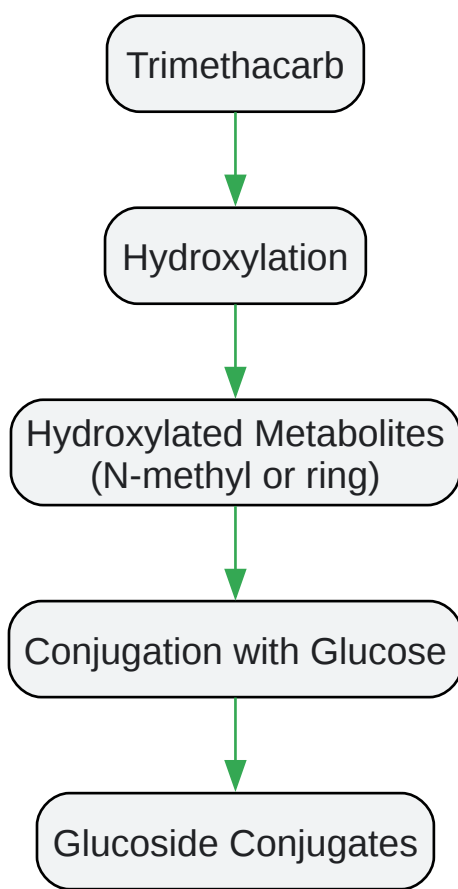 Trimethacarb
Hydroxylation
Hydroxylated Metabolites
(N-methyl or ring)
Conjugation with Glucose
Glucoside Conjugates